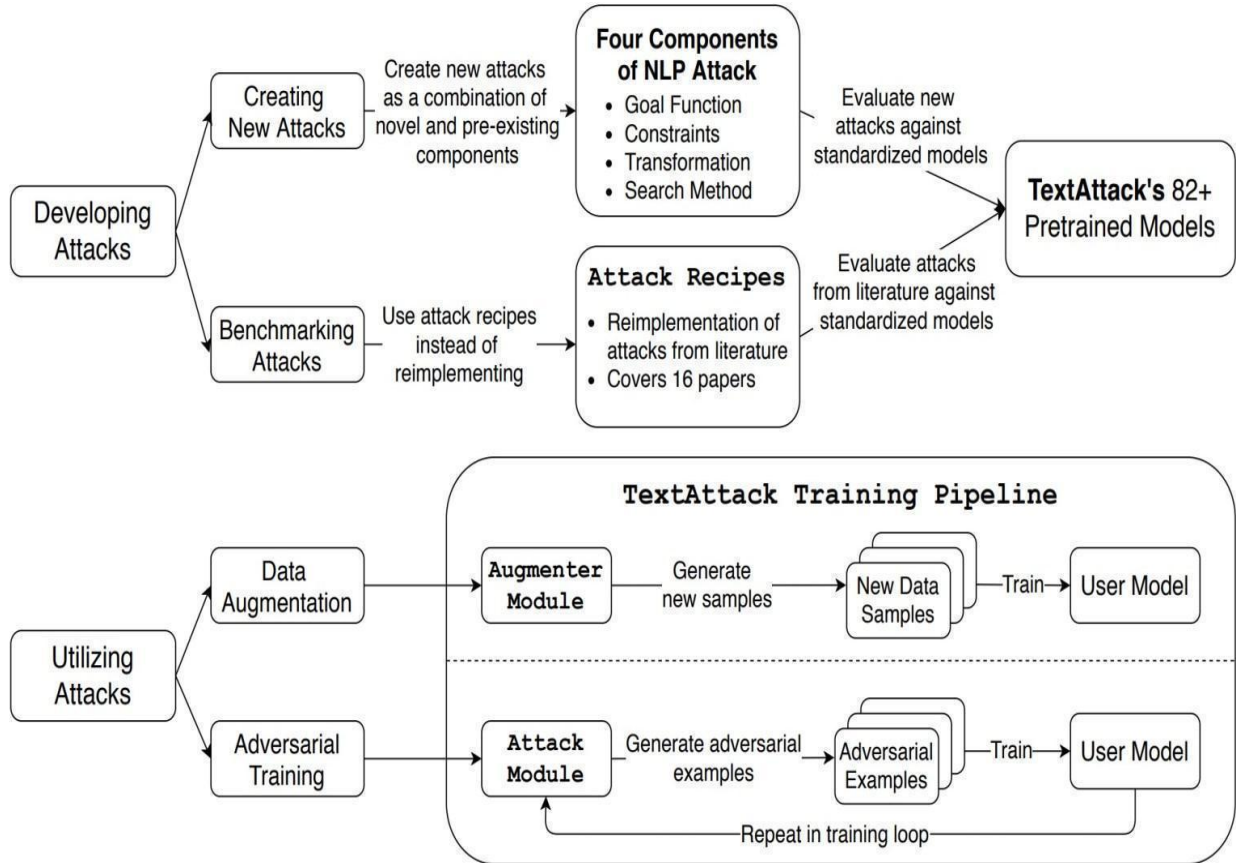 Four Components
of NLP Attack
• Goal Function
• Constraints
• Transformation
• Search Method
Creating
New Attacks
Create new attacks
as a combination of
novel and pre-existing
components
Evaluate new
attacks against
standardized models
Developing
Attacks
TextAttack's 82+
Pretrained Models
Benchmarking
Attacks
Use attack recipes
instead of
reimplementing
Attack Recipes
• Reimplementation of
attacks from literature
• Covers 16 papers
Evaluate attacks
from literature against
standardized models
TextAttack Training Pipeline
Utilizing
Attacks
Data
Augmentation
Augmenter
Module
Generate
new samples
New Data
Samples
Train
User Model
Adversarial
Training
Attack
Module
Generate adversarial
examples
Adversarial
Examples
Train
User Model
Repeat in training loop